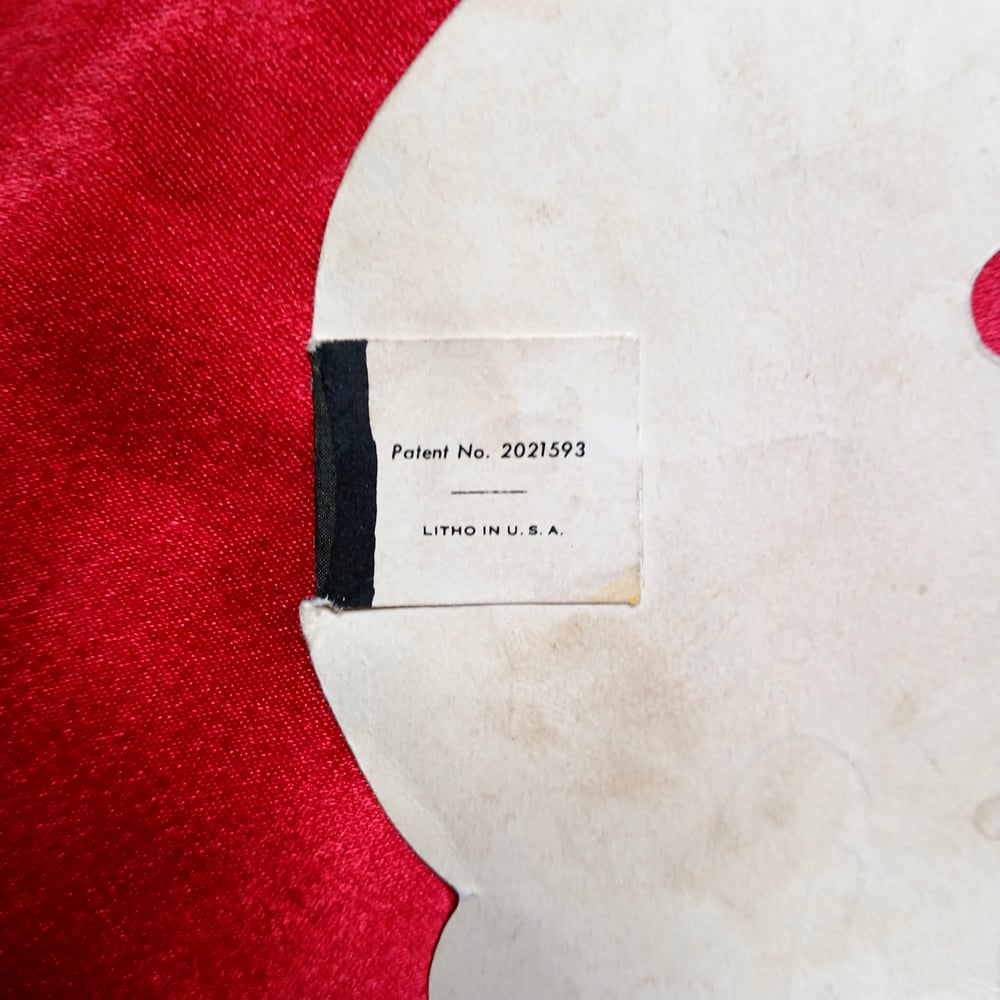 Patent No. 2021593
LITHO IN U. S. A.